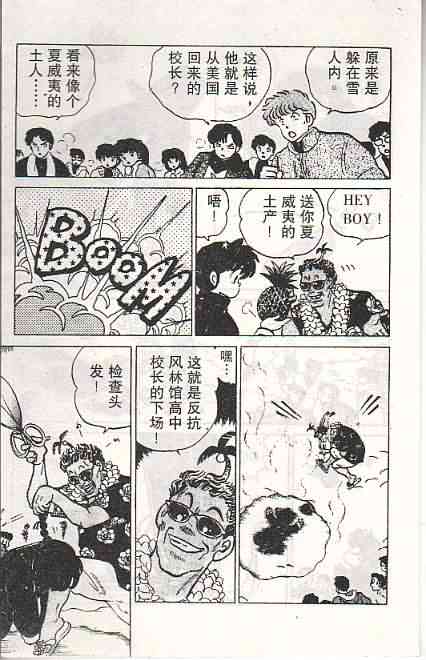 原来是
躲在雪
人内。
这样说，
他就是
从美国
回来的
校长？
看来像个
夏威夷的
土人……
HEY
BOY！
送你夏
威夷的
土产！
唔！
BOOM
嘿…
这就是反抗
风林馆高中
校长的下场！
检查头
发！